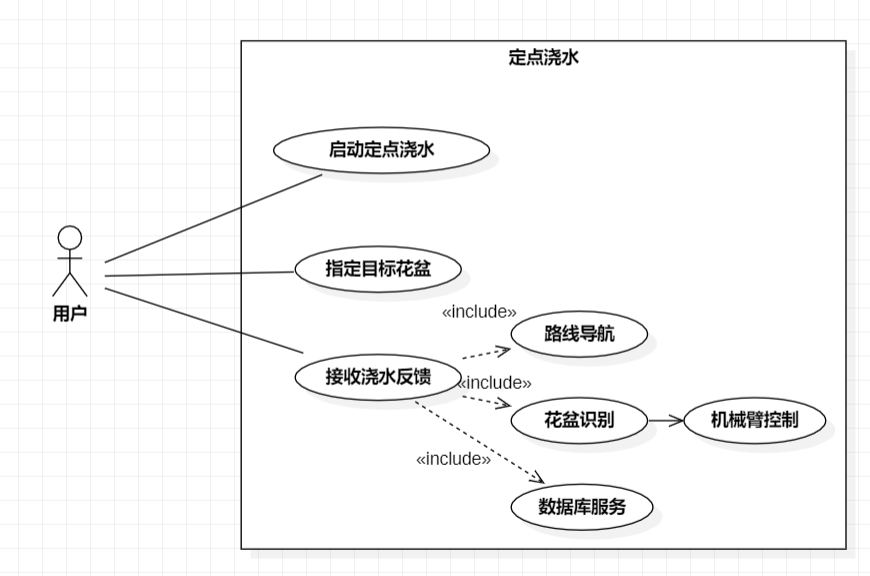 定点浇水
启动定点浇水
指定目标花盆
用户
«include»
路线导航
接收浇水反馈
«include»
花盆识别
机械臂控制
«include»
数据库服务